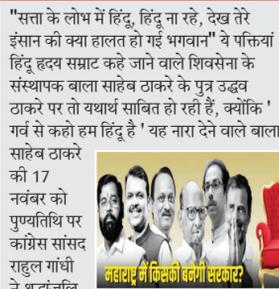 "सत्ता के लोभ में हिंदू, हिंदू ना रहे, देख तेरे
इंसान की क्या हालत हो गई भगवान" ये पक्तियां
हिंदू हृदय सम्राट कहे जाने वाले शिवसेना के
संस्थापक बाला साहेब ठाकरे के पुत्र उद्धव
ठाकरे पर तो यथार्थ साबित हो रही हैं, क्योंकि '
गर्व से कहो हम हिंदू है ' यह नारा देने वाले बाला
साहेब ठाकरे
की 17
नवंबर को
पुण्यतिथि पर
कांग्रेस सांसद
राहुल गांधी
महाराष्ट्र में किसकी बनेगी सरकार?